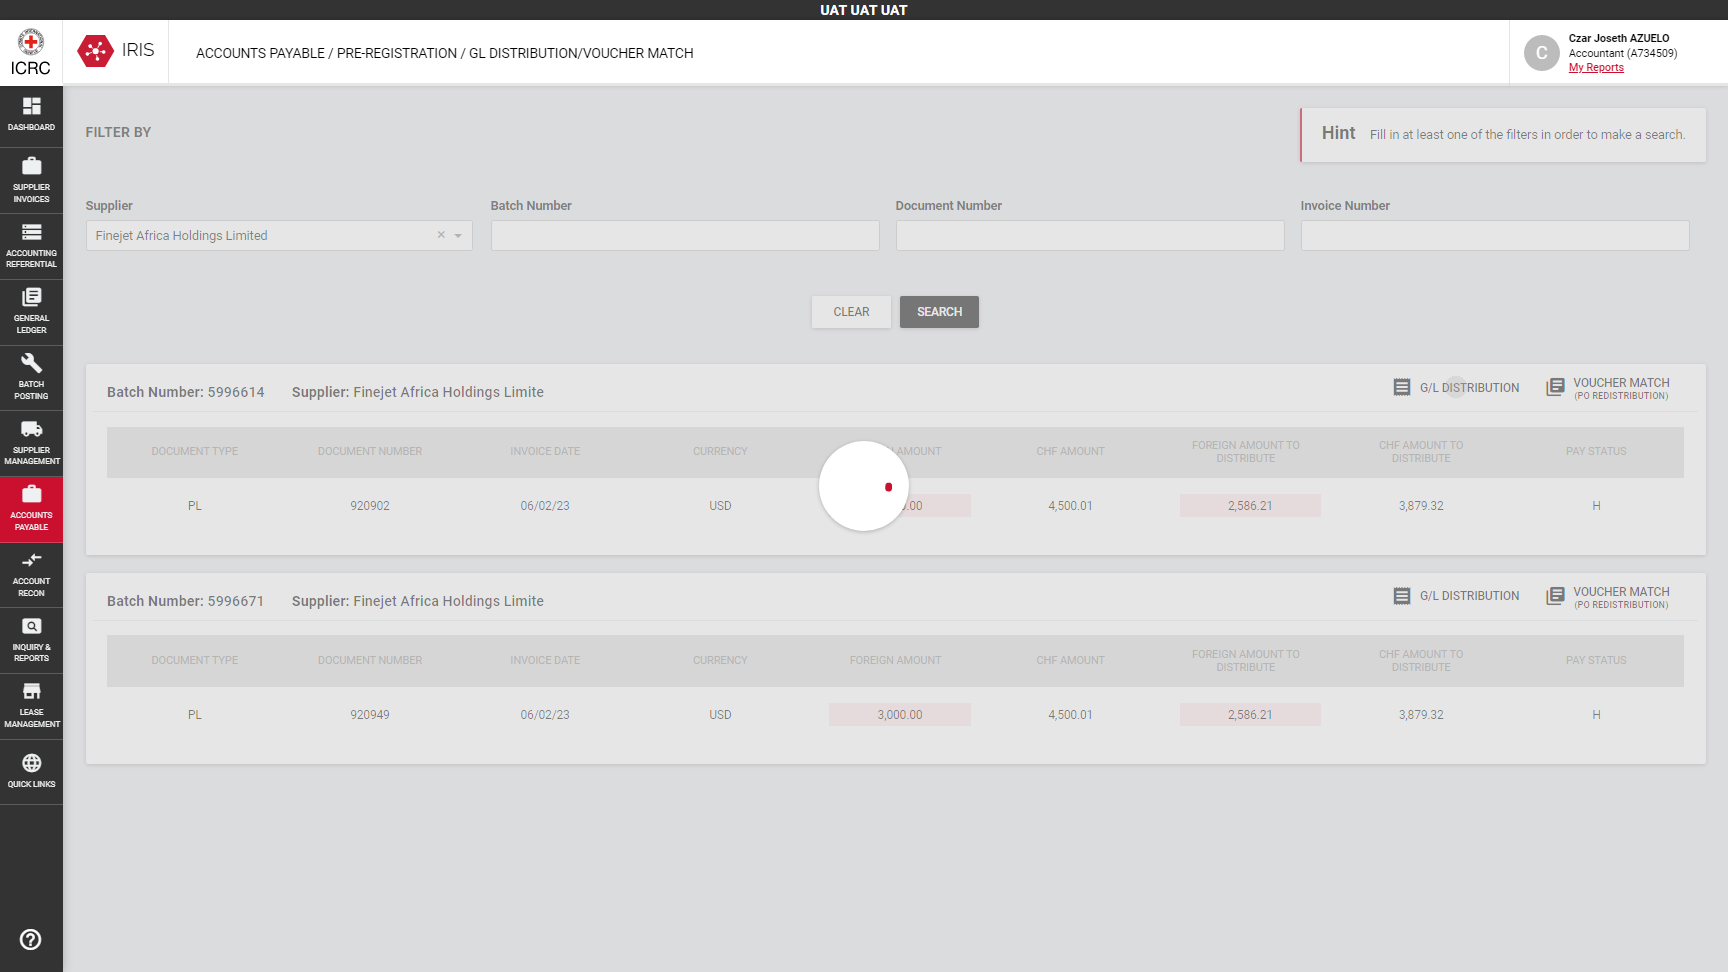 UAT UAT UAT
ICRC
IRIS
ACCOUNTS PAYABLE / PRE-REGISTRATION / GL DISTRIBUTION/VOUCHER MATCH
C
Czar Joseth AZUELO
Accountant (A734509)
My Reports
DASHBOARD
SUPPLIER
INVOICES
ACCOUNTING
REFERENTIAL
GENERAL
LEDGER
BATCH
POSTING
SUPPLIER
MANAGEMENT
ACCOUNTS
PAYABLE
ACCOUNT
RECON
INQUIRY &
REPORTS
LEASE
MANAGEMENT
QUICK LINKS
FILTER BY
Hint Fill in at least one of the filters in order to make a search.
Supplier Batch Number Document Number Invoice Number
Finejet Africa Holdings Limited
CLEAR SEARCH
Batch Number: 5996614 Supplier: Finejet Africa Holdings Limite G/L DISTRIBUTION VOUCHER MATCH
(PO REDISTRIBUTION)
DOCUMENT TYPE DOCUMENT NUMBER INVOICE DATE CURRENCY AMOUNT CHF AMOUNT FOREIGN AMOUNT TO DISTRIBUTE CHF AMOUNT TO DISTRIBUTE PAY STATUS
PL 920902 06/02/23 USD .00 4,500.01 2,586.21 3,879.32 H
Batch Number: 5996671 Supplier: Finejet Africa Holdings Limite G/L DISTRIBUTION VOUCHER MATCH
(PO REDISTRIBUTION)
DOCUMENT TYPE DOCUMENT NUMBER INVOICE DATE CURRENCY FOREIGN AMOUNT CHF AMOUNT FOREIGN AMOUNT TO DISTRIBUTE CHF AMOUNT TO DISTRIBUTE PAY STATUS
PL 920949 06/02/23 USD 3,000.00 4,500.01 2,586.21 3,879.32 H